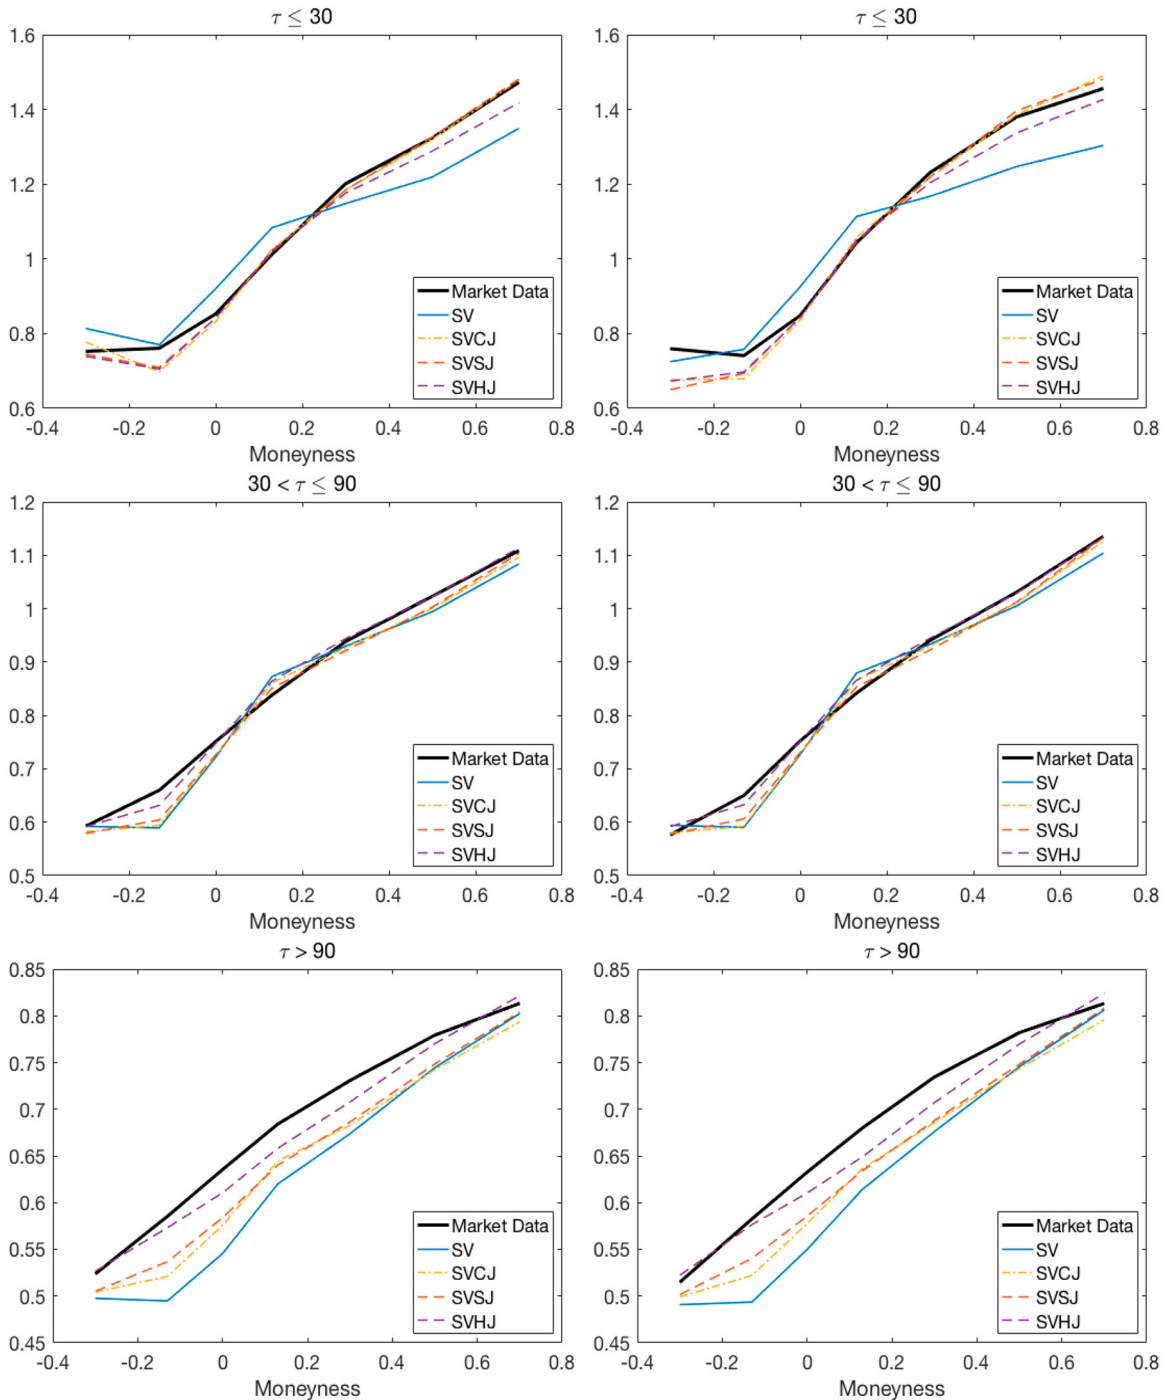 τ ≤ 30
1.6
1.4
1.2
1
0.8
0.6
-0.4 -0.2 0 0.2 0.4 0.6 0.8
Moneyness
Market Data
SV
SVCJ
SVSJ
SVHJ
τ ≤ 30
1.6
1.4
1.2
1
0.8
0.6
-0.4 -0.2 0 0.2 0.4 0.6 0.8
Moneyness
Market Data
SV
SVCJ
SVSJ
SVHJ
30 < τ ≤ 90
1.2
1.1
1
0.9
0.8
0.7
0.6
0.5
-0.4 -0.2 0 0.2 0.4 0.6 0.8
Moneyness
Market Data
SV
SVCJ
SVSJ
SVHJ
30 < τ ≤ 90
1.2
1.1
1
0.9
0.8
0.7
0.6
0.5
-0.4 -0.2 0 0.2 0.4 0.6 0.8
Moneyness
Market Data
SV
SVCJ
SVSJ
SVHJ
τ > 90
0.85
0.8
0.75
0.7
0.65
0.6
0.55
0.5
0.45
-0.4 -0.2 0 0.2 0.4 0.6 0.8
Moneyness
Market Data
SV
SVCJ
SVSJ
SVHJ
τ > 90
0.85
0.8
0.75
0.7
0.65
0.6
0.55
0.5
0.45
-0.4 -0.2 0 0.2 0.4 0.6 0.8
Moneyness
Market Data
SV
SVCJ
SVSJ
SVHJ